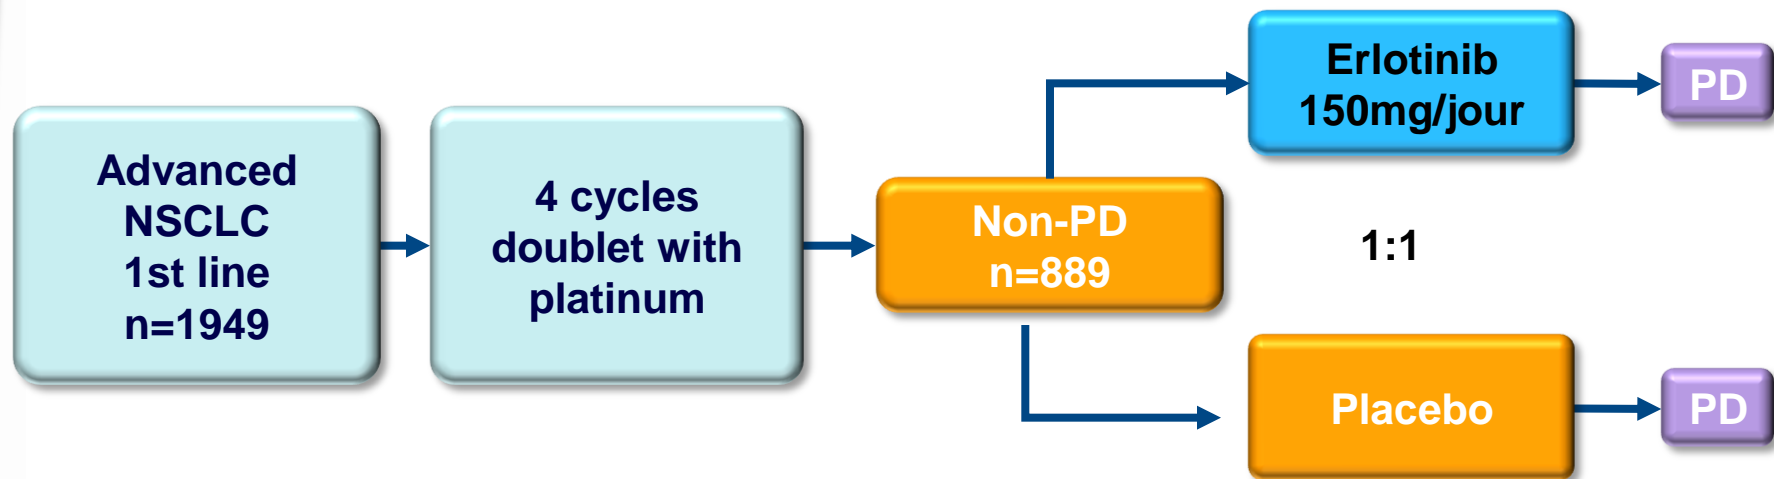 Advanced
NSCLC
1st line
n=1949
4 cycles
doublet with
platinum
Non-PD
n=889
Erlotinib
150mg/jour
PD
1:1
Placebo
PD